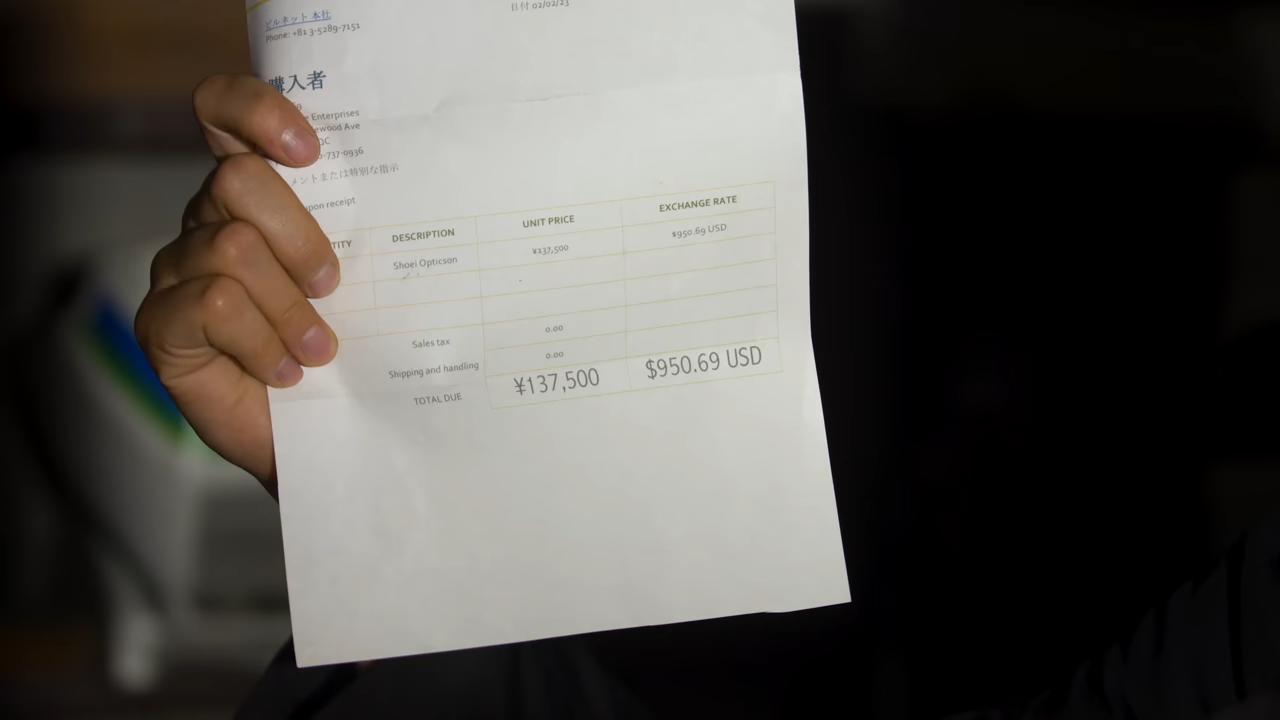 ビルネット 本社
日付 02/02/23
Phone: +81 3-5289-7151
購入者
Enterprises
ewood Ave
-737-0936
メントまたは特別な指示
pon receipt
TITY DESCRIPTION UNIT PRICE EXCHANGE RATE
Shoei Opticson ¥137,500 $950.69 USD
Sales tax 0.00
Shipping and handling 0.00
TOTAL DUE ¥137,500 $950.69 USD